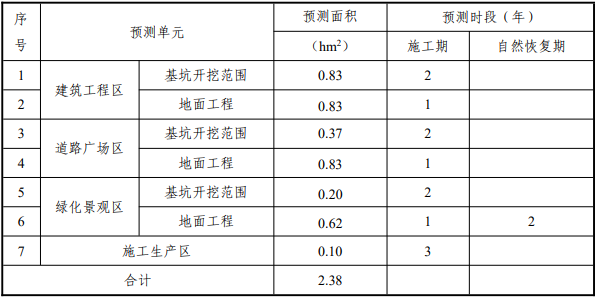 序号 预测单元 预测面积（hm²） 预测时段（年）
施工期 自然恢复期
1 建筑工程区 基坑开挖范围 0.83 2
2 地面工程 0.83 1
3 道路广场区 基坑开挖范围 0.37 2
4 地面工程 0.83 1
5 绿化景观区 基坑开挖范围 0.20 2
6 地面工程 0.62 1 2
7 施工生产区 0.10 3
合计 2.38